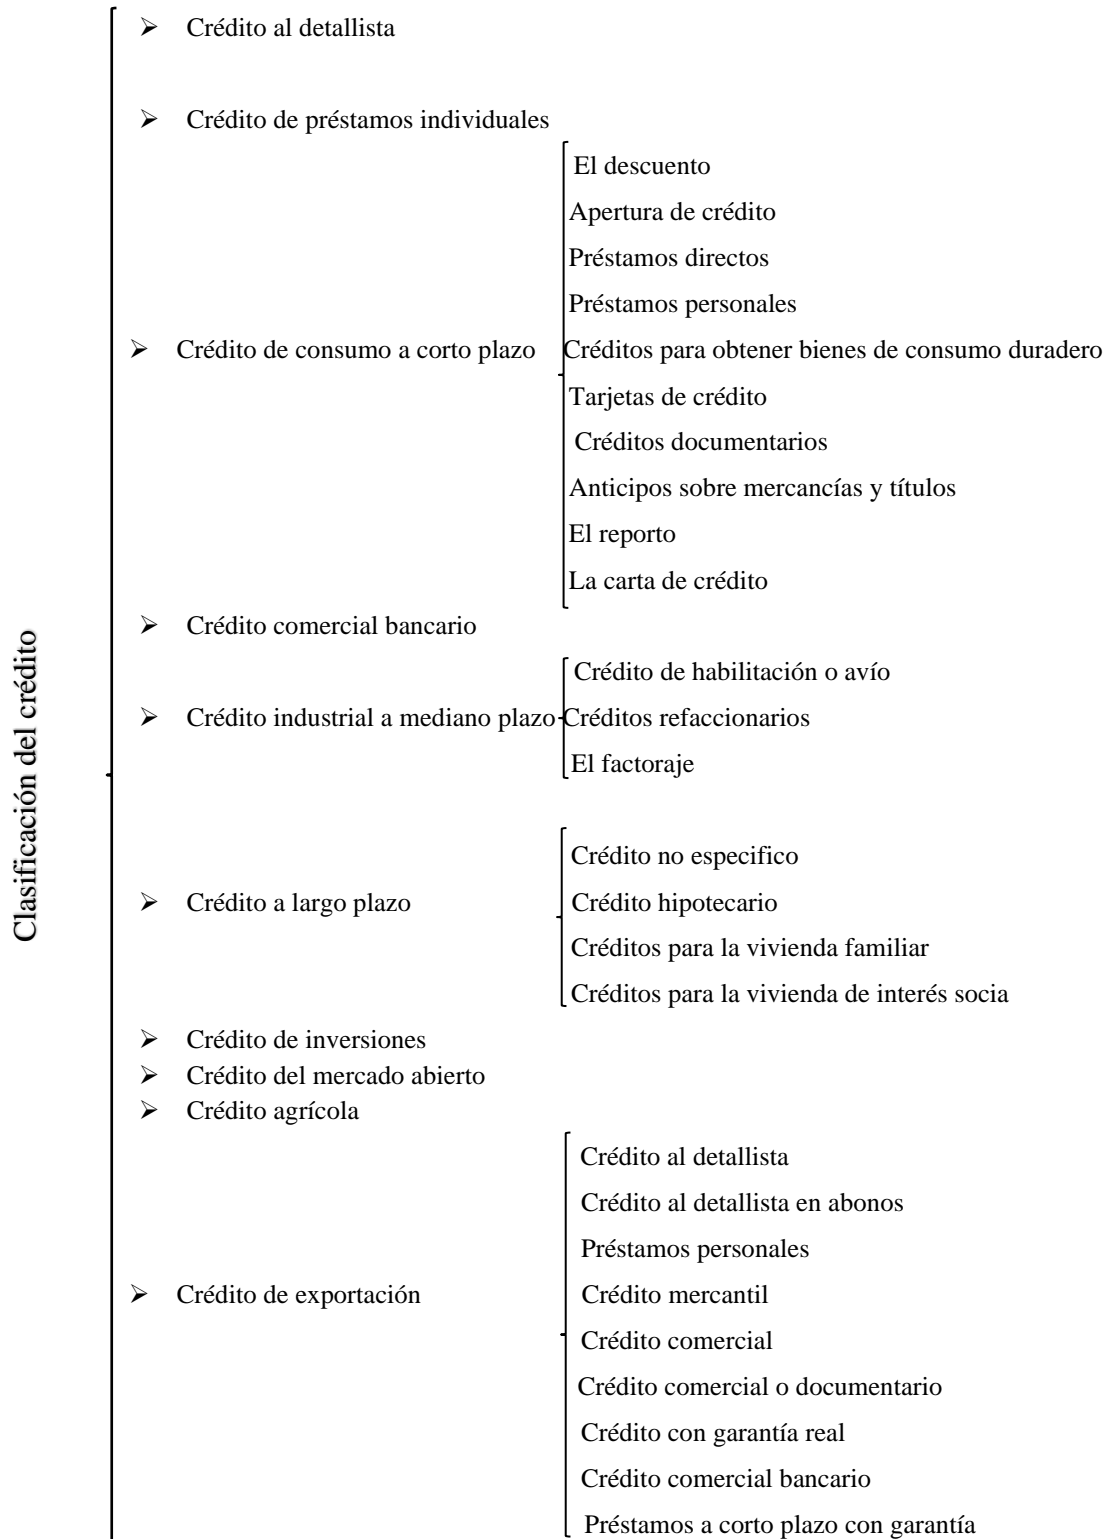 Clasificación del crédito
➢ Crédito al detallista
➢ Crédito de préstamos individuales
➢ Crédito de consumo a corto plazo
El descuento
Apertura de crédito
Préstamos directos
Préstamos personales
Créditos para obtener bienes de consumo duradero
Tarjetas de crédito
Créditos documentarios
Anticipos sobre mercancías y títulos
El reporto
La carta de crédito
➢ Crédito comercial bancario
➢ Crédito industrial a mediano plazo
Crédito de habilitación o avío
Créditos refaccionarios
El factoraje
➢ Crédito a largo plazo
Crédito no especifico
Crédito hipotecario
Créditos para la vivienda familiar
Créditos para la vivienda de interés socia
➢ Crédito de inversiones
➢ Crédito del mercado abierto
➢ Crédito agrícola
➢ Crédito de exportación
Crédito al detallista
Crédito al detallista en abonos
Préstamos personales
Crédito mercantil
Crédito comercial
Crédito comercial o documentario
Crédito con garantía real
Crédito comercial bancario
Préstamos a corto plazo con garantía